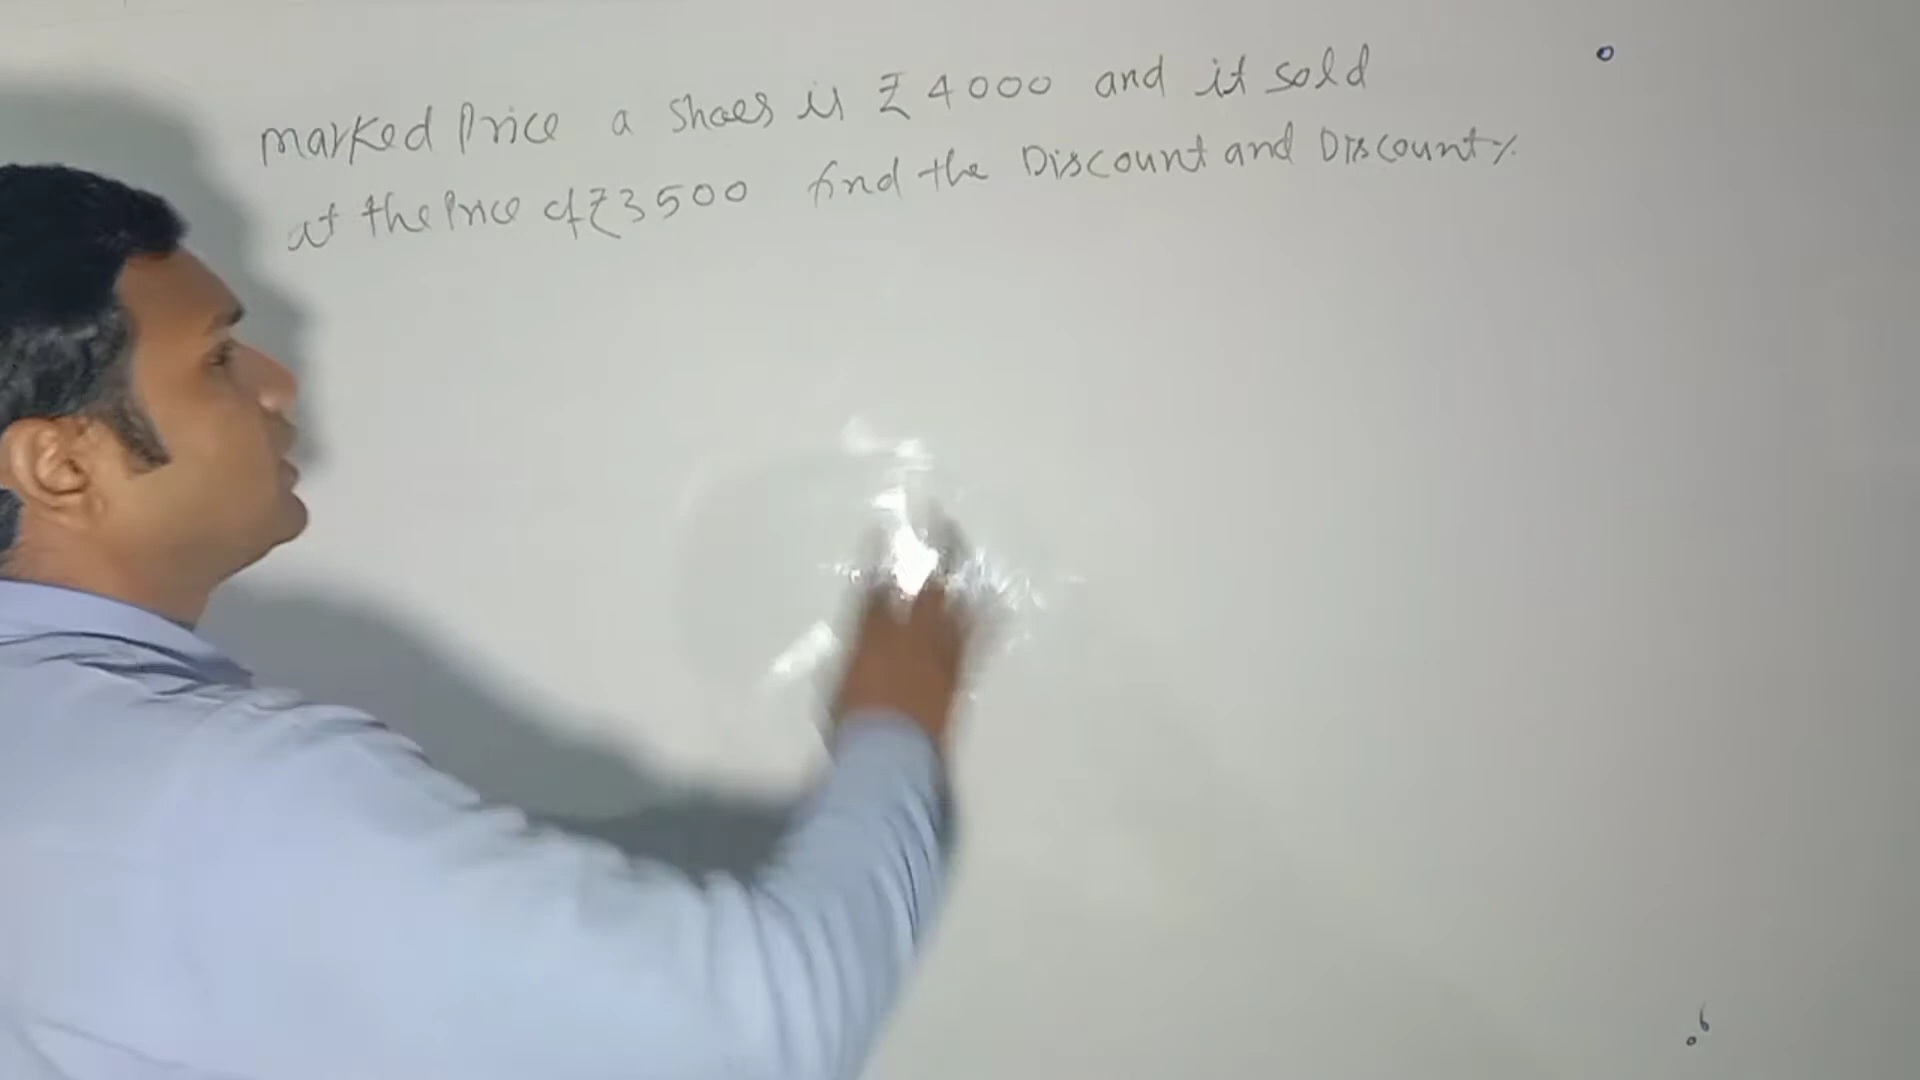 marked Price a Shoes is ₹4000 and it sold
at the Price of ₹3500 find the Discount and Discount%